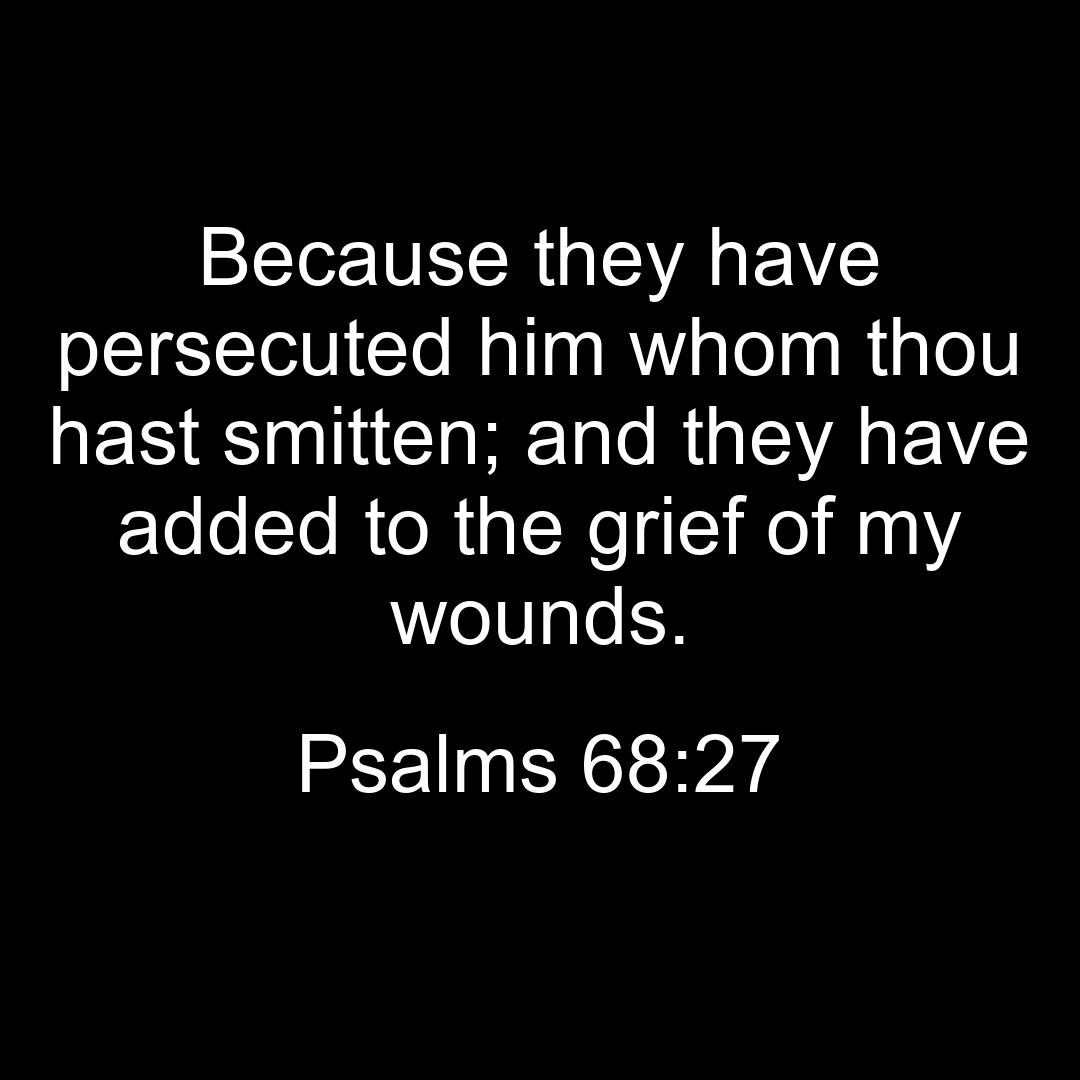 Because they have
persecuted him whom thou
hast smitten; and they have
added to the grief of my
wounds.
Psalms 68:27